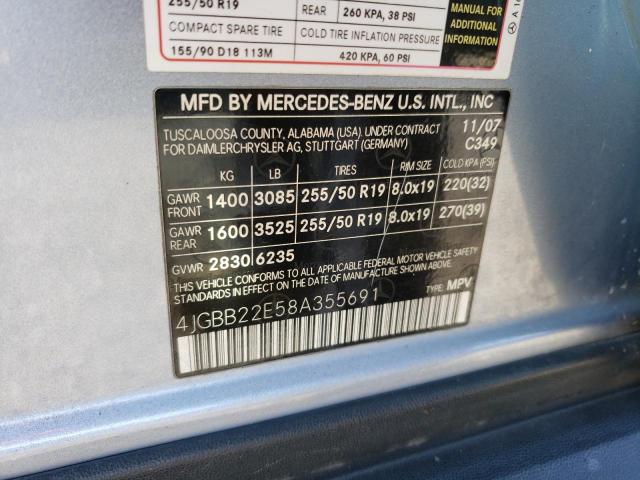 255/50 R19 REAR 260 KPA, 38 PSI
COMPACT SPARE TIRE COLD TIRE INFLATION PRESSURE
155/90 D18 113M 420 KPA, 60 PSI
MANUAL FOR
ADDITIONAL
INFORMATION
MFD BY MERCEDES-BENZ U.S. INTL., INC
TUSCALOOSA COUNTY, ALABAMA (USA). UNDER CONTRACT 11/07
FOR DAIMLERCHRYSLER AG, STUTTGART (GERMANY) C349
KG LB TIRES RIM SIZE COLD KPA (PSI)
GAWR FRONT 1400 3085 255/50 R19 8.0x19 220(32)
GAWR REAR 1600 3525 255/50 R19 8.0x19 270(39)
GVWR 2830 6235
THIS VEHICLE CONFORMS TO ALL APPLICABLE FEDERAL MOTOR VEHICLE SAFETY
STANDARDS IN EFFECT ON THE DATE OF MANUFACTURE SHOWN ABOVE.
4JGBB22E58A355691 TYPE: MPV